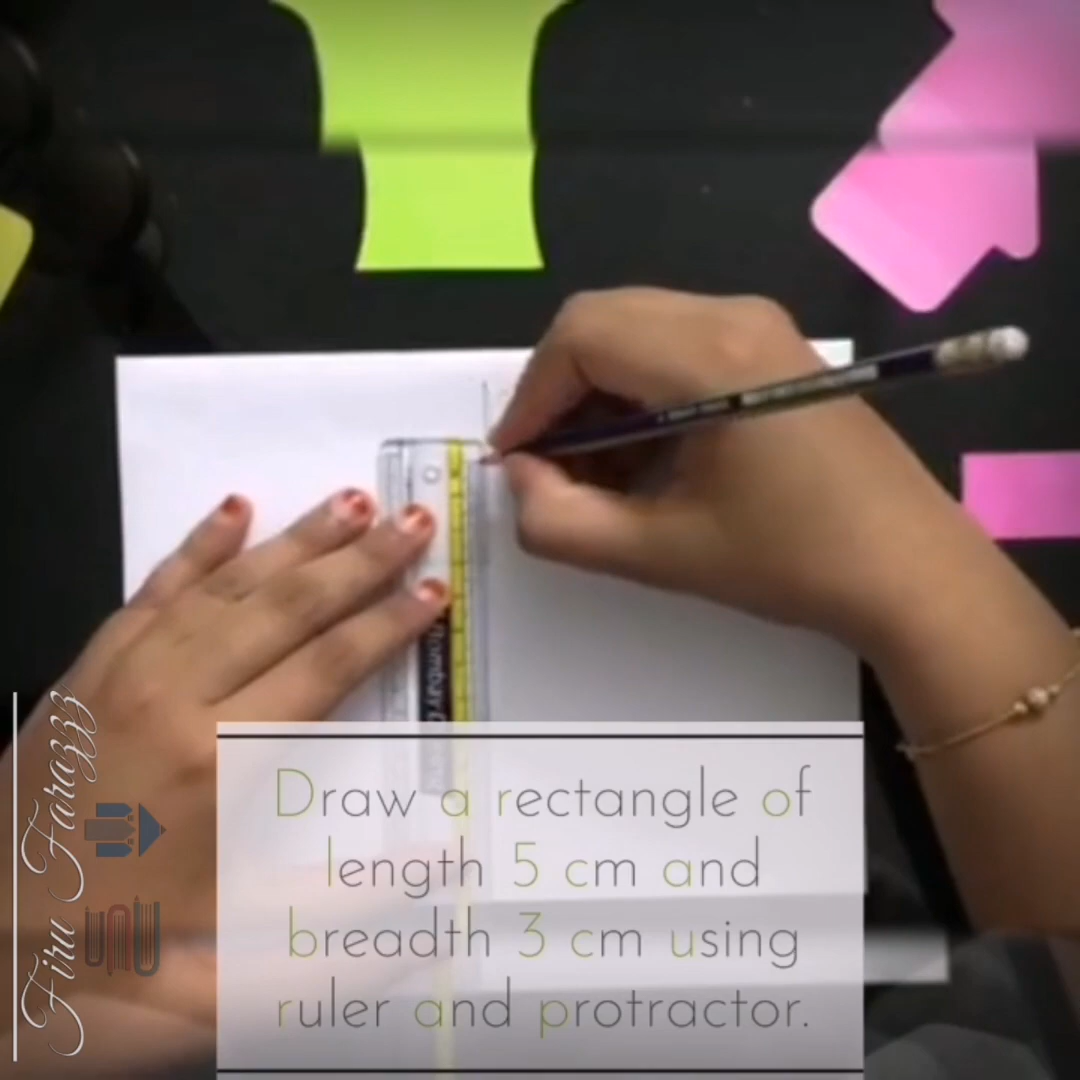 Draw a rectangle of
length 5 cm and
breadth 3 cm using
ruler and protractor.
Firu Farazzz